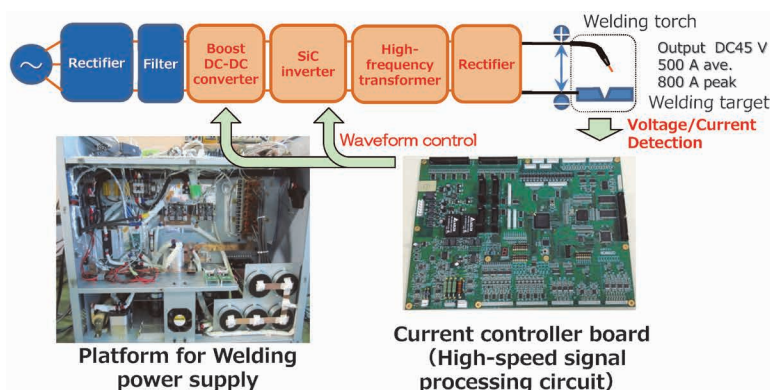 Rectifier
Filter
Boost
DC-DC
converter
SiC
inverter
High-
frequency
transformer
Rectifier
Welding torch
Output DC45 V
500 A ave.
800 A peak
Welding target
Waveform control
Voltage/Current
Detection
Platform for Welding
power supply
Current controller board
(High-speed signal
processing circuit)